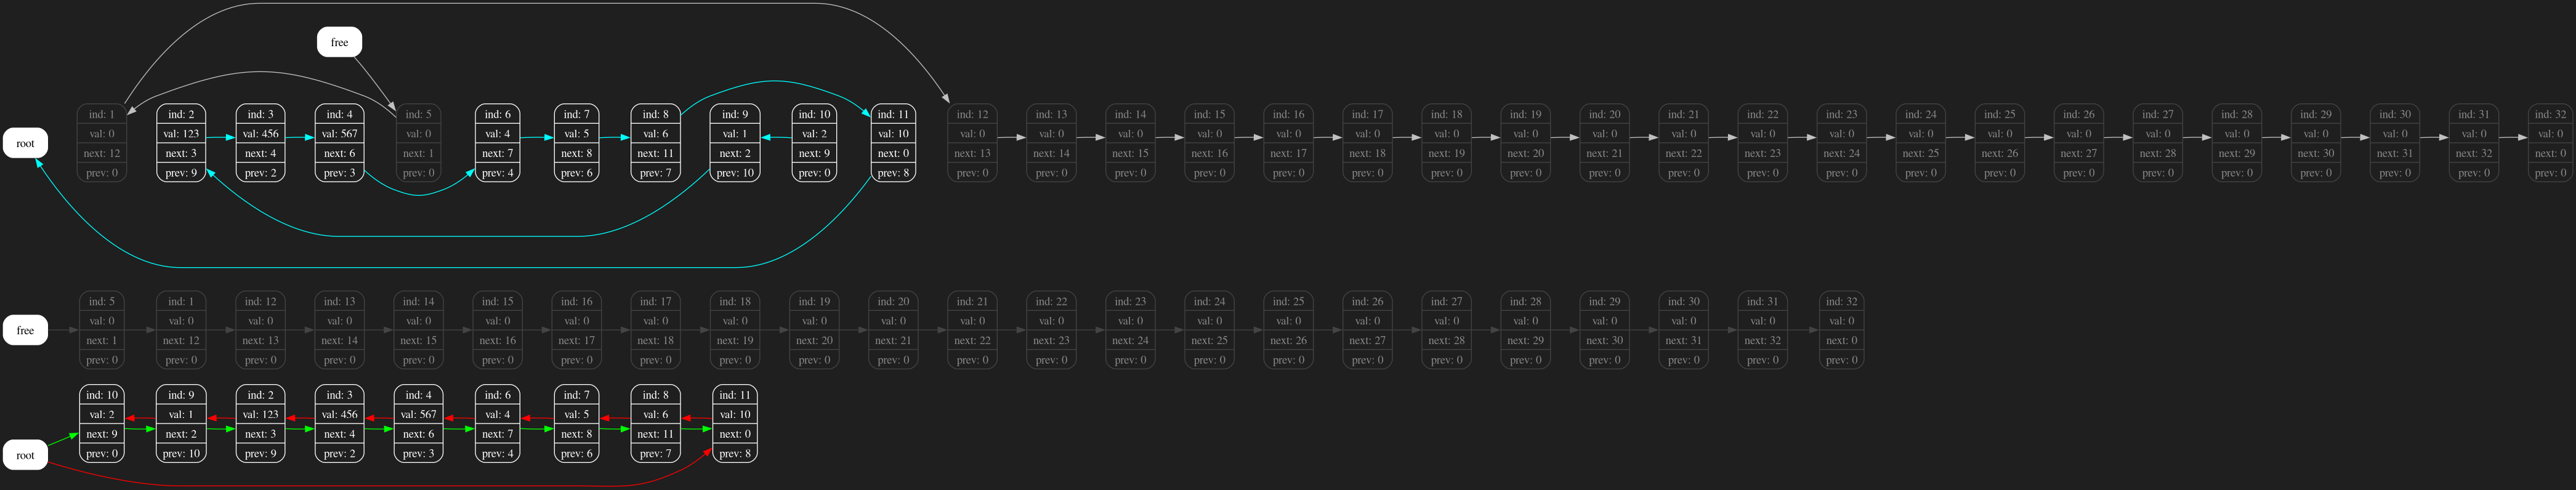 free
ind: 1 ind: 2 ind: 3 ind: 4 ind: 5 ind: 6 ind: 7 ind: 8 ind: 9 ind: 10 ind: 11 ind: 12 ind: 13 ind: 14 ind: 15 ind: 16 ind: 17 ind: 18 ind: 19 ind: 20 ind: 21 ind: 22 ind: 23 ind: 24 ind: 25 ind: 26 ind: 27 ind: 28 ind: 29 ind: 30 ind: 31 ind: 32
val: 0 val: 123 val: 456 val: 567 val: 0 val: 4 val: 5 val: 6 val: 1 val: 2 val: 10 val: 0 val: 0 val: 0 val: 0 val: 0 val: 0 val: 0 val: 0 val: 0 val: 0 val: 0 val: 0 val: 0 val: 0 val: 0 val: 0 val: 0 val: 0 val: 0 val: 0 val: 0
root
next: 12 next: 3 next: 4 next: 6 next: 1 next: 7 next: 8 next: 11 next: 2 next: 9 next: 0 next: 13 next: 14 next: 15 next: 16 next: 17 next: 18 next: 19 next: 20 next: 21 next: 22 next: 23 next: 24 next: 25 next: 26 next: 27 next: 28 next: 29 next: 30 next: 31 next: 32 next: 0
prev: 0 prev: 9 prev: 2 prev: 3 prev: 0 prev: 4 prev: 6 prev: 7 prev: 10 prev: 0 prev: 8 prev: 0 prev: 0 prev: 0 prev: 0 prev: 0 prev: 0 prev: 0 prev: 0 prev: 0 prev: 0 prev: 0 prev: 0 prev: 0 prev: 0 prev: 0 prev: 0 prev: 0 prev: 0 prev: 0 prev: 0 prev: 0
ind: 5 ind: 1 ind: 12 ind: 13 ind: 14 ind: 15 ind: 16 ind: 17 ind: 18 ind: 19 ind: 20 ind: 21 ind: 22 ind: 23 ind: 24 ind: 25 ind: 26 ind: 27 ind: 28 ind: 29 ind: 30 ind: 31 ind: 32
val: 0 val: 0 val: 0 val: 0 val: 0 val: 0 val: 0 val: 0 val: 0 val: 0 val: 0 val: 0 val: 0 val: 0 val: 0 val: 0 val: 0 val: 0 val: 0 val: 0 val: 0 val: 0 val: 0
free
next: 1 next: 12 next: 13 next: 14 next: 15 next: 16 next: 17 next: 18 next: 19 next: 20 next: 21 next: 22 next: 23 next: 24 next: 25 next: 26 next: 27 next: 28 next: 29 next: 30 next: 31 next: 32 next: 0
prev: 0 prev: 0 prev: 0 prev: 0 prev: 0 prev: 0 prev: 0 prev: 0 prev: 0 prev: 0 prev: 0 prev: 0 prev: 0 prev: 0 prev: 0 prev: 0 prev: 0 prev: 0 prev: 0 prev: 0 prev: 0 prev: 0 prev: 0
ind: 10 ind: 9 ind: 2 ind: 3 ind: 4 ind: 6 ind: 7 ind: 8 ind: 11
val: 2 val: 1 val: 123 val: 456 val: 567 val: 4 val: 5 val: 6 val: 10
next: 9 next: 2 next: 3 next: 4 next: 6 next: 7 next: 8 next: 11 next: 0
root
prev: 0 prev: 10 prev: 9 prev: 2 prev: 3 prev: 4 prev: 6 prev: 7 prev: 8